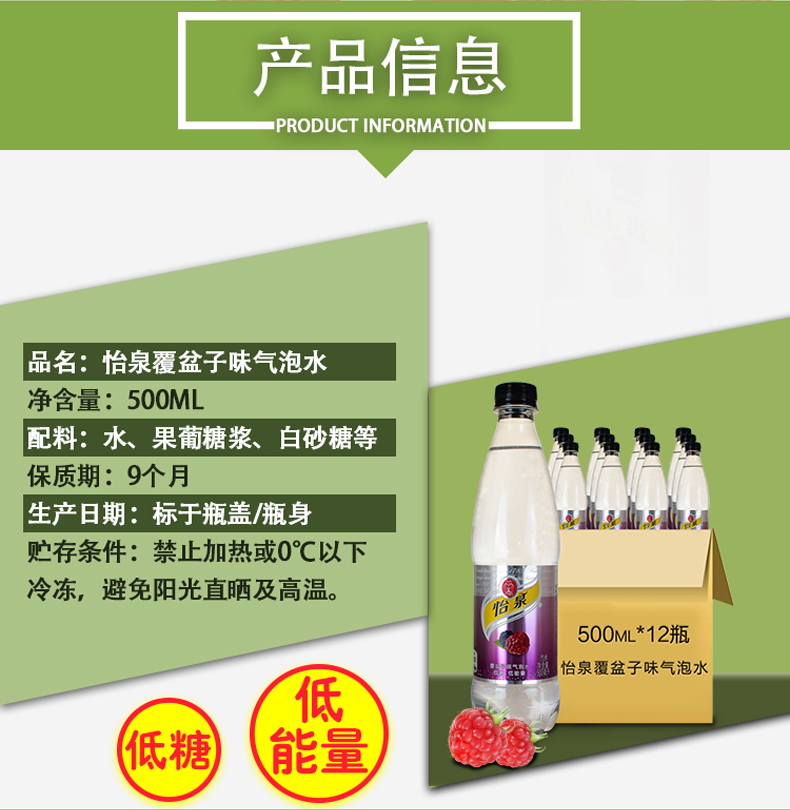 产品信息
PRODUCT INFORMATION
品名：怡泉覆盆子味气泡水
净含量：500ML
配料：水、果葡糖浆、白砂糖等
保质期：9个月
生产日期：标于瓶盖/瓶身
贮存条件：禁止加热或0℃以下
冷冻，避免阳光直晒及高温。
怡泉
500ML*12瓶
怡泉覆盆子味气泡水
低糖
低
能量